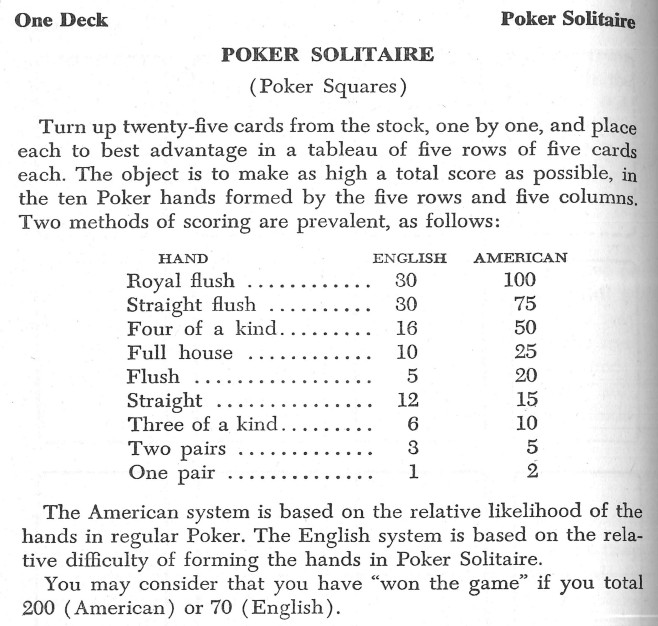 One Deck Poker Solitaire
POKER SOLITAIRE
(Poker Squares)
Turn up twenty-five cards from the stock, one by one, and place
each to best advantage in a tableau of five rows of five cards
each. The object is to make as high a total score as possible, in
the ten Poker hands formed by the five rows and five columns.
Two methods of scoring are prevalent, as follows:
HAND ENGLISH AMERICAN
Royal flush ............ 30 100
Straight flush .......... 30 75
Four of a kind......... 16 50
Full house ............ 10 25
Flush ................. 5 20
Straight ............... 12 15
Three of a kind......... 6 10
Two pairs ............. 3 5
One pair .............. 1 2
The American system is based on the relative likelihood of the
hands in regular Poker. The English system is based on the rela-
tive difficulty of forming the hands in Poker Solitaire.
You may consider that you have “won the game” if you total
200 (American) or 70 (English).